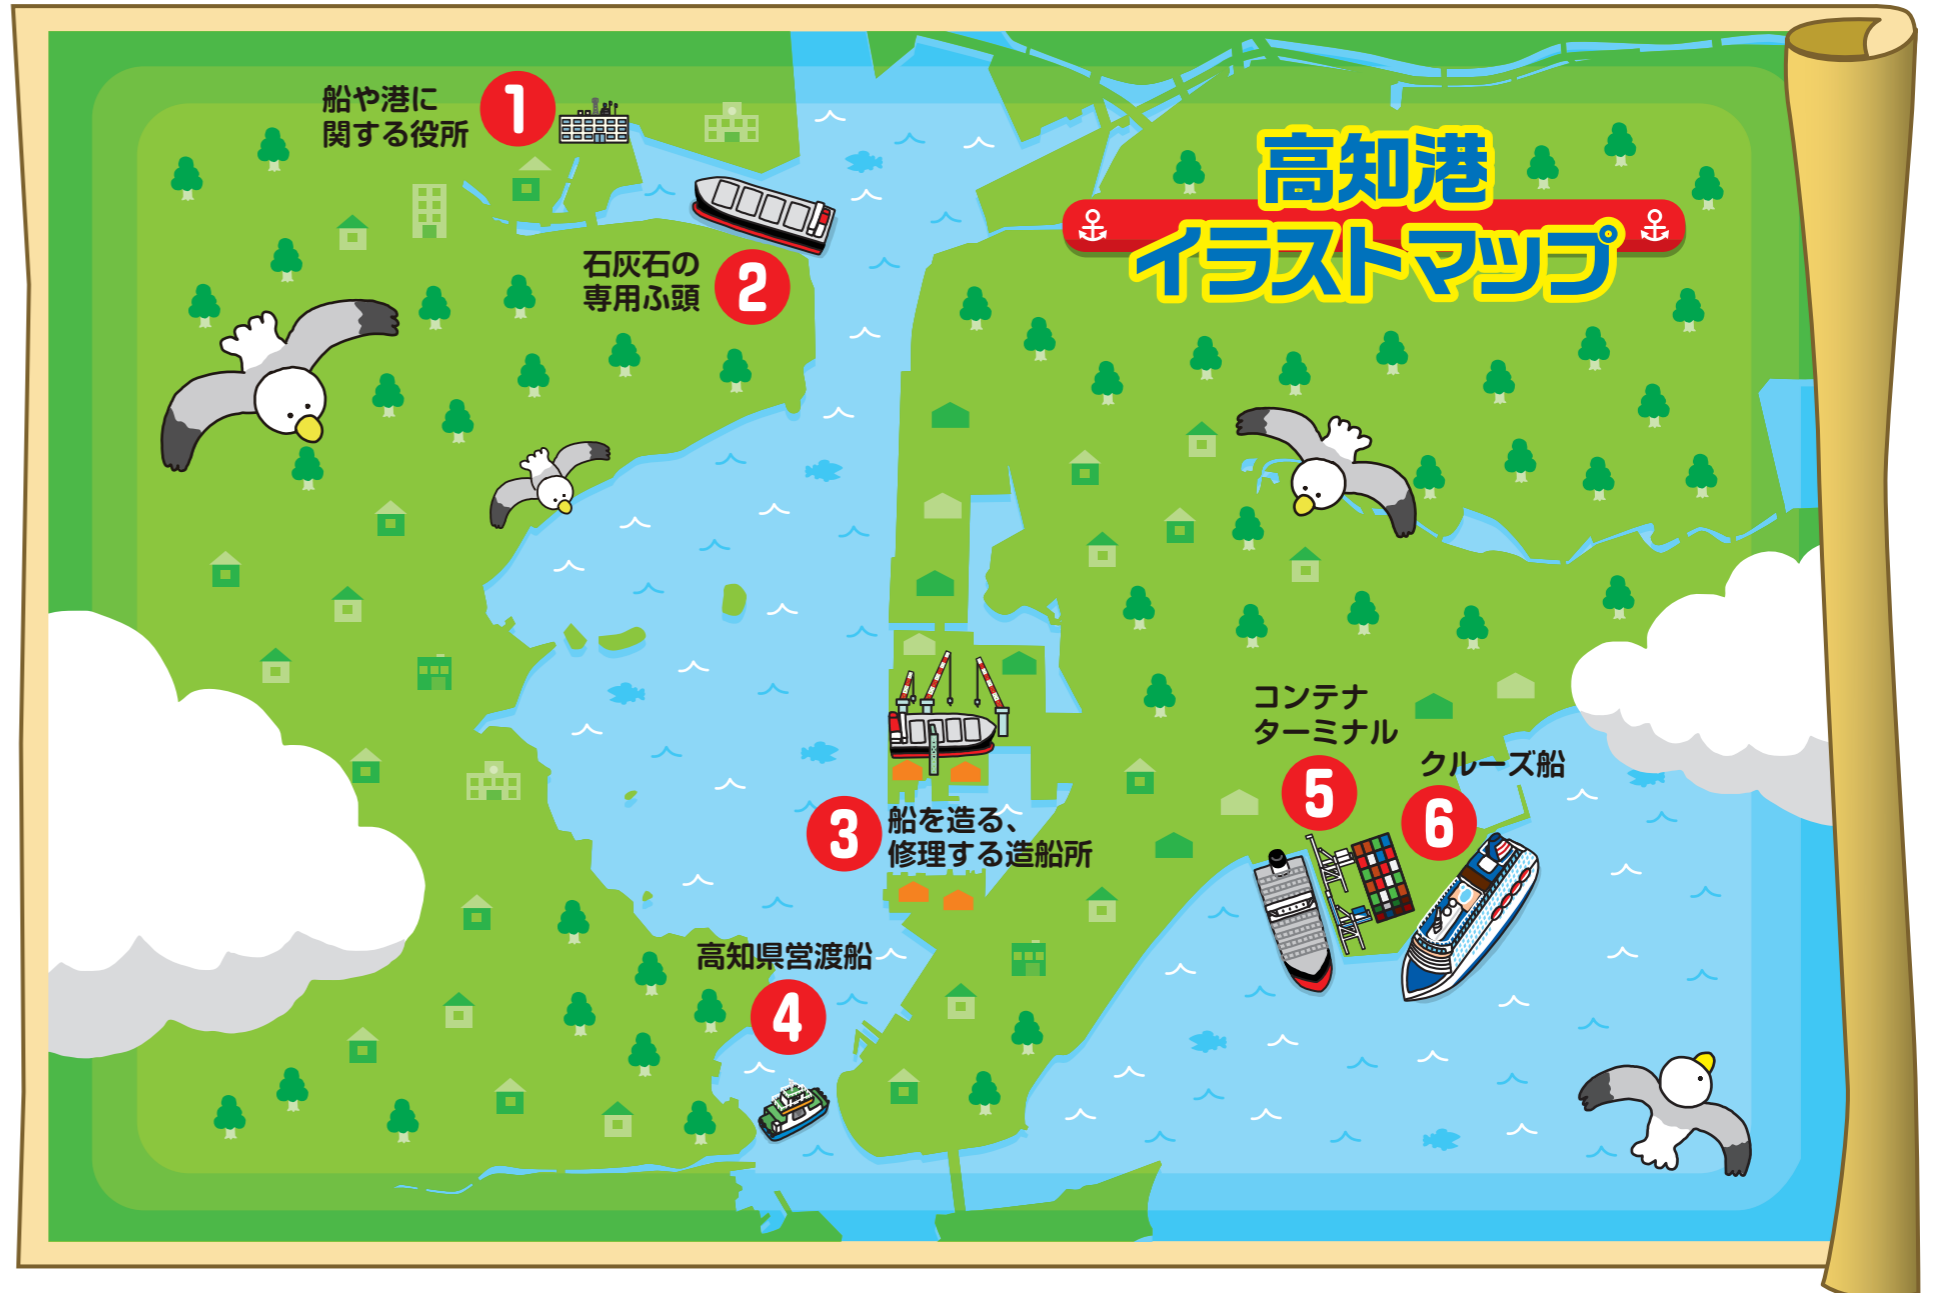 高知港
イラストマップ
船や港に
関する役所
1
石灰石の
専用ふ頭
2
3
船を造る、
修理する造船所
高知県営渡船
4
コンテナ
ターミナル
5
クルーズ船
6